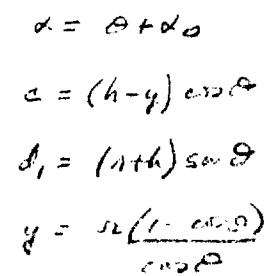 α = θ + α₀
c = (h-y) cos θ
d₁ = (r+h) sin θ
y = r(1- cos θ)/cos θ